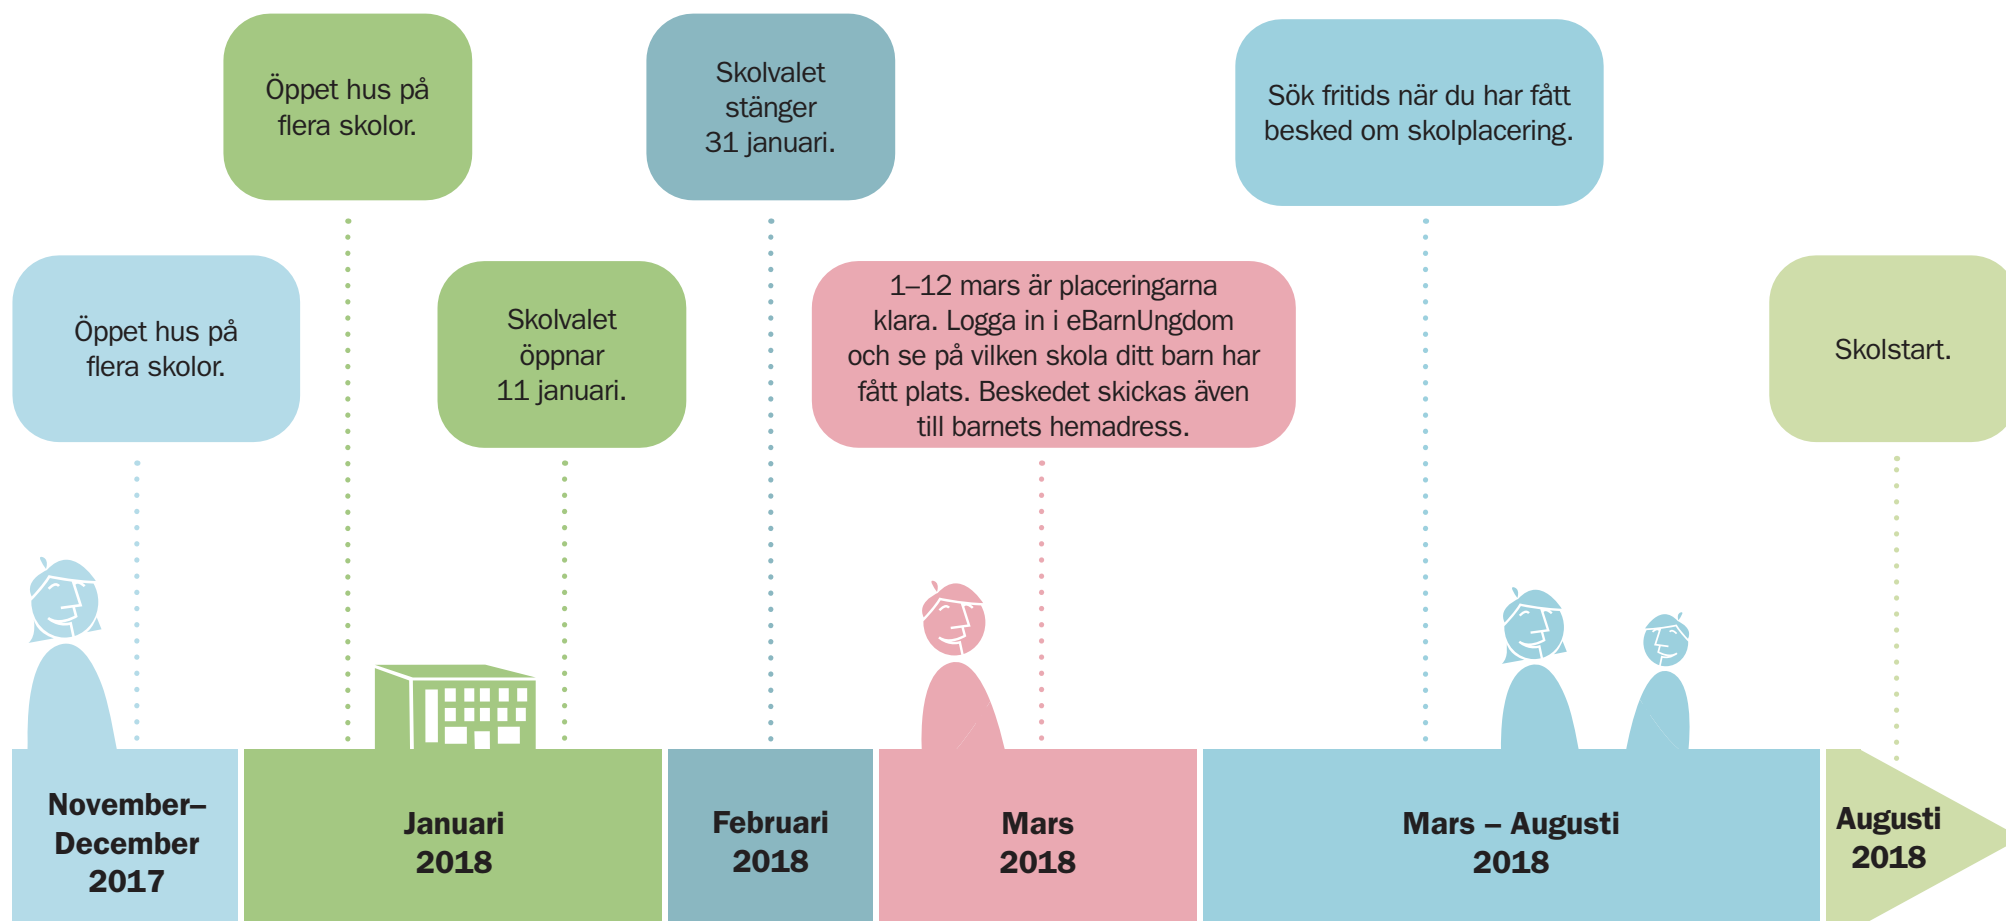 Öppet hus på
flera skolor.
Skolvalet
stänger
31 januari.
Sök fritids när du har fått
besked om skolplacering.
Öppet hus på
flera skolor.
Skolvalet
öppnar
11 januari.
1–12 mars är placeringarna
klara. Logga in i eBarnUngdom
och se på vilken skola ditt barn har
fått plats. Beskedet skickas även
till barnets hemadress.
Skolstart.
November–
December
2017
Januari
2018
Februari
2018
Mars
2018
Mars – Augusti
2018
Augusti
2018